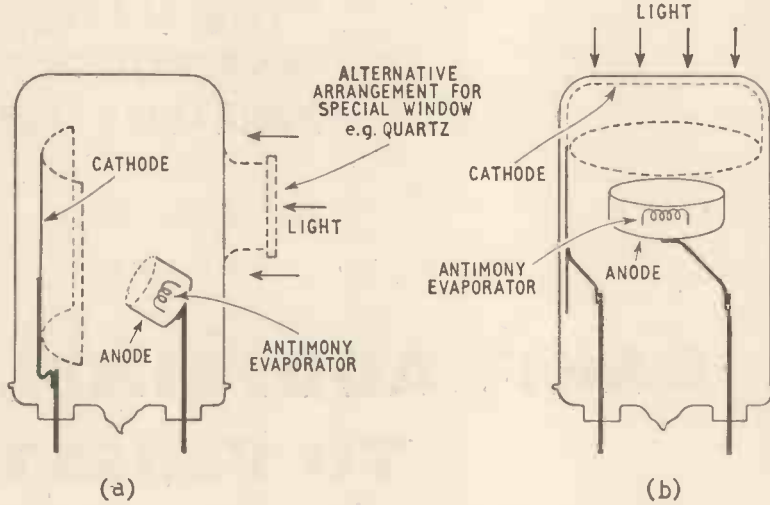 ALTERNATIVE
ARRANGEMENT FOR
SPECIAL WINDOW
e.g. QUARTZ
CATHODE
LIGHT
ANODE
ANTIMONY
EVAPORATOR
(a)
LIGHT
CATHODE
ANTIMONY
EVAPORATOR
ANODE
(b)